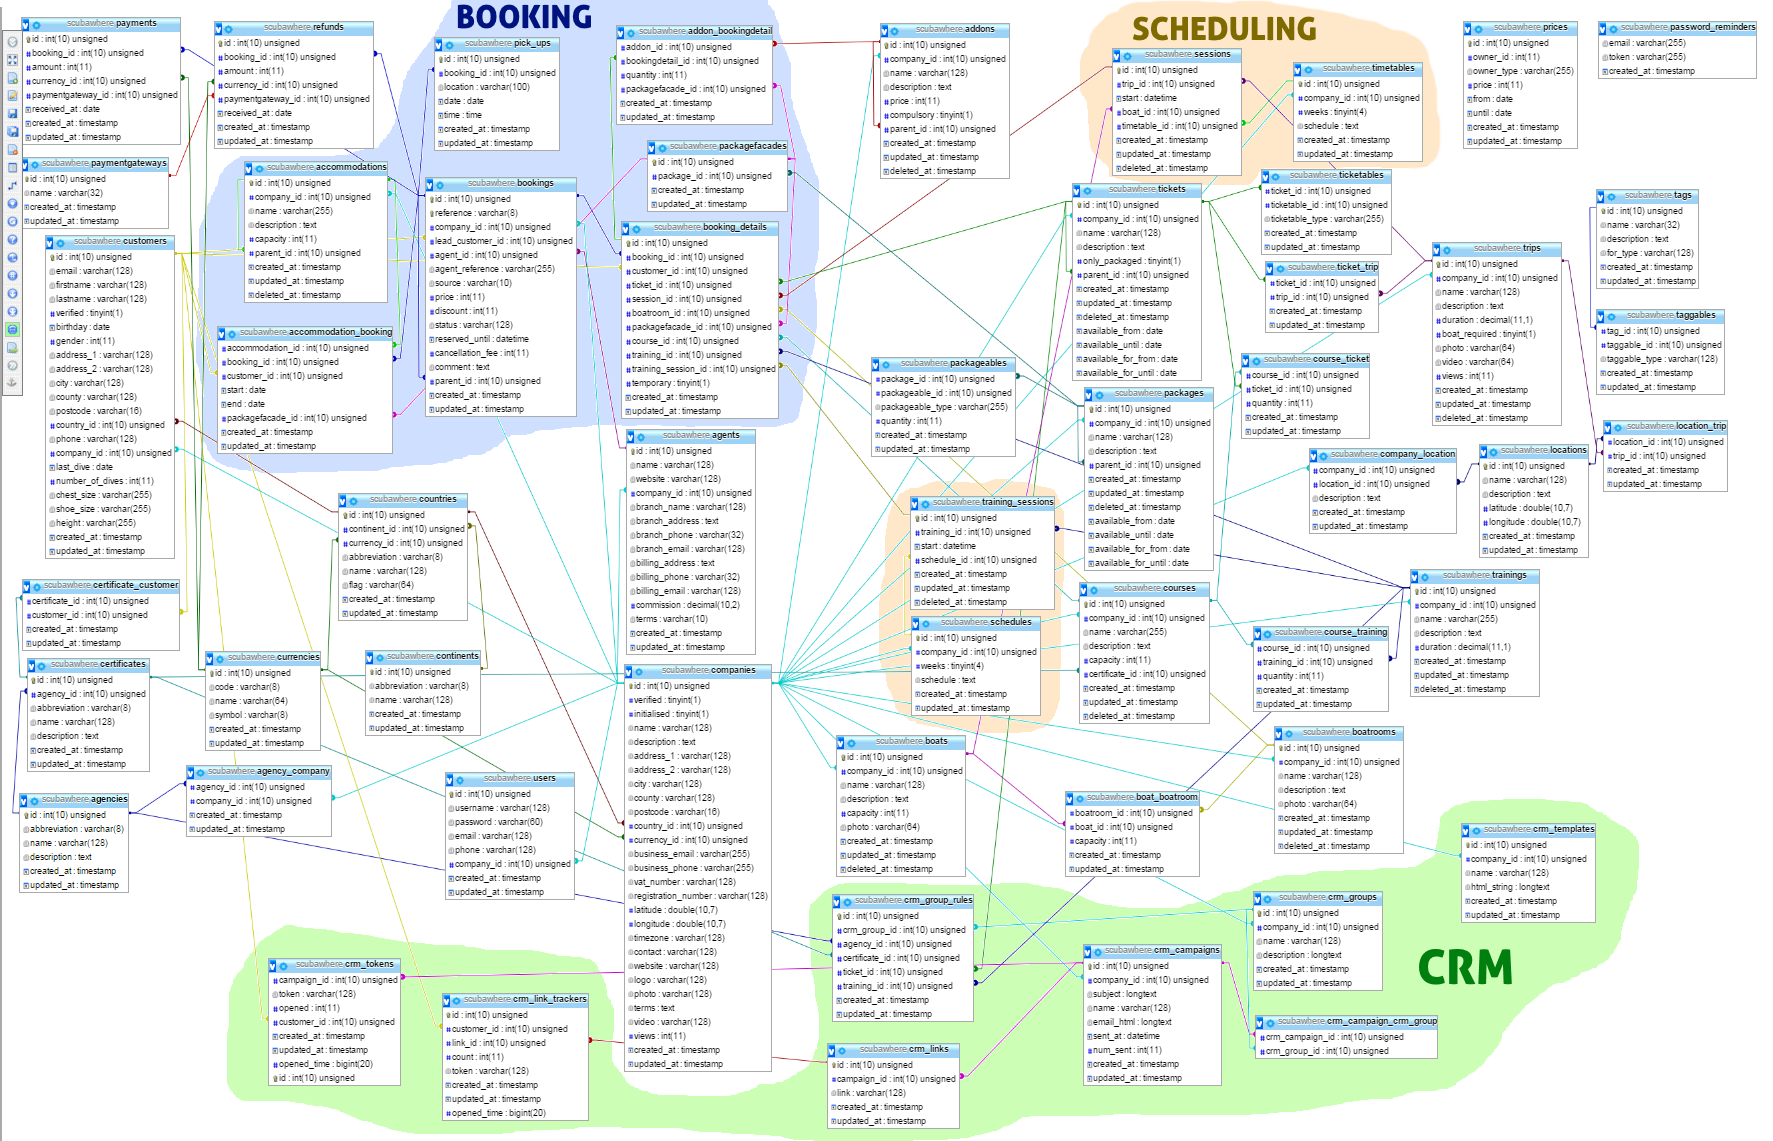 BOOKING
SCHEDULING
CRM
scubawhere payments
id : int(10) unsigned
booking_id : int(10) unsigned
amount : int(11)
currency_id : int(10) unsigned
paymentgateway_id : int(10) unsigned
received_at : date
created_at : timestamp
updated_at : timestamp
scubawhere refunds
id : int(10) unsigned
booking_id : int(10) unsigned
amount : int(11)
currency_id : int(10) unsigned
paymentgateway_id : int(10) unsigned
received_at : date
created_at : timestamp
updated_at : timestamp
scubawhere pick_ups
id : int(10) unsigned
booking_id : int(10) unsigned
location : varchar(100)
date : date
time : time
created_at : timestamp
updated_at : timestamp
scubawhere addon_bookingdetail
addon_id : int(10) unsigned
bookingdetail_id : int(10) unsigned
quantity : int(11)
packagefacade_id : int(10) unsigned
created_at : timestamp
updated_at : timestamp
scubawhere addons
id : int(10) unsigned
company_id : int(10) unsigned
name : varchar(128)
description : text
price : int(11)
compulsory : tinyint(1)
parent_id : int(10) unsigned
created_at : timestamp
updated_at : timestamp
deleted_at : timestamp
scubawhere sessions
id : int(10) unsigned
trip_id : int(10) unsigned
start : datetime
boat_id : int(10) unsigned
timetable_id : int(10) unsigned
created_at : timestamp
updated_at : timestamp
deleted_at : timestamp
scubawhere timetables
id : int(10) unsigned
company_id : int(10) unsigned
weeks : tinyint(4)
schedule : text
created_at : timestamp
updated_at : timestamp
scubawhere prices
id : int(10) unsigned
owner_id : int(11)
owner_type : varchar(255)
price : int(11)
from : date
until : date
created_at : timestamp
updated_at : timestamp
scubawhere password_reminders
email : varchar(255)
token : varchar(255)
created_at : timestamp
scubawhere paymentgateways
id : int(10) unsigned
name : varchar(32)
created_at : timestamp
updated_at : timestamp
scubawhere accommodations
id : int(10) unsigned
company_id : int(10) unsigned
name : varchar(255)
description : text
capacity : int(11)
parent_id : int(10) unsigned
created_at : timestamp
updated_at : timestamp
deleted_at : timestamp
scubawhere bookings
id : int(10) unsigned
reference : varchar(8)
company_id : int(10) unsigned
lead_customer_id : int(10) unsigned
agent_id : int(10) unsigned
agent_reference : varchar(255)
source : varchar(10)
price : int(11)
discount : int(11)
status : varchar(128)
reserved_until : datetime
cancellation_fee : int(11)
comment : text
parent_id : int(10) unsigned
created_at : timestamp
updated_at : timestamp
scubawhere packagefacades
id : int(10) unsigned
package_id : int(10) unsigned
created_at : timestamp
updated_at : timestamp
scubawhere booking_details
id : int(10) unsigned
booking_id : int(10) unsigned
customer_id : int(10) unsigned
ticket_id : int(10) unsigned
session_id : int(10) unsigned
boatroom_id : int(10) unsigned
packagefacade_id : int(10) unsigned
course_id : int(10) unsigned
training_id : int(10) unsigned
training_session_id : int(10) unsigned
temporary : tinyint(1)
created_at : timestamp
updated_at : timestamp
scubawhere tickets
id : int(10) unsigned
company_id : int(10) unsigned
name : varchar(128)
description : text
only_packaged : tinyint(1)
parent_id : int(10) unsigned
created_at : timestamp
updated_at : timestamp
deleted_at : timestamp
available_from : date
available_until : date
available_for_from : date
available_for_until : date
scubawhere ticketables
ticket_id : int(10) unsigned
ticketable_id : int(10) unsigned
ticketable_type : varchar(255)
created_at : timestamp
updated_at : timestamp
scubawhere ticket_trip
ticket_id : int(10) unsigned
trip_id : int(10) unsigned
created_at : timestamp
updated_at : timestamp
scubawhere trips
id : int(10) unsigned
company_id : int(10) unsigned
name : varchar(128)
description : text
duration : decimal(11,1)
boat_required : tinyint(1)
photo : varchar(64)
video : varchar(64)
views : int(11)
created_at : timestamp
updated_at : timestamp
deleted_at : timestamp
scubawhere tags
id : int(10) unsigned
name : varchar(32)
description : text
for_type : varchar(128)
created_at : timestamp
updated_at : timestamp
scubawhere taggables
tag_id : int(10) unsigned
taggable_id : int(10) unsigned
taggable_type : varchar(128)
created_at : timestamp
updated_at : timestamp
scubawhere customers
id : int(10) unsigned
email : varchar(128)
firstname : varchar(128)
lastname : varchar(128)
verified : tinyint(1)
birthday : date
gender : int(11)
address_1 : varchar(128)
address_2 : varchar(128)
city : varchar(128)
county : varchar(128)
postcode : varchar(16)
country_id : int(10) unsigned
phone : varchar(128)
company_id : int(10) unsigned
last_dive : date
number_of_dives : int(11)
chest_size : varchar(255)
shoe_size : varchar(255)
height : varchar(255)
created_at : timestamp
updated_at : timestamp
scubawhere accommodation_booking
accommodation_id : int(10) unsigned
booking_id : int(10) unsigned
customer_id : int(10) unsigned
start : date
end : date
packagefacade_id : int(10) unsigned
created_at : timestamp
updated_at : timestamp
scubawhere packageables
package_id : int(10) unsigned
packageable_id : int(10) unsigned
packageable_type : varchar(255)
quantity : int(11)
created_at : timestamp
updated_at : timestamp
scubawhere packages
id : int(10) unsigned
company_id : int(10) unsigned
name : varchar(128)
description : text
parent_id : int(10) unsigned
created_at : timestamp
updated_at : timestamp
deleted_at : timestamp
available_from : date
available_until : date
available_for_from : date
available_for_until : date
scubawhere course_ticket
course_id : int(10) unsigned
ticket_id : int(10) unsigned
quantity : int(11)
created_at : timestamp
updated_at : timestamp
scubawhere company_location
company_id : int(10) unsigned
location_id : int(10) unsigned
description : text
created_at : timestamp
updated_at : timestamp
scubawhere locations
id : int(10) unsigned
name : varchar(128)
description : text
latitude : double(10,7)
longitude : double(10,7)
created_at : timestamp
updated_at : timestamp
scubawhere location_trip
location_id : int(10) unsigned
trip_id : int(10) unsigned
created_at : timestamp
updated_at : timestamp
scubawhere agents
id : int(10) unsigned
name : varchar(128)
website : varchar(128)
company_id : int(10) unsigned
branch_name : varchar(128)
branch_address : text
branch_phone : varchar(32)
branch_email : varchar(128)
billing_address : text
billing_phone : varchar(32)
billing_email : varchar(128)
commission : decimal(10,2)
terms : varchar(10)
created_at : timestamp
updated_at : timestamp
scubawhere countries
id : int(10) unsigned
continent_id : int(10) unsigned
currency_id : int(10) unsigned
abbreviation : varchar(8)
name : varchar(128)
flag : varchar(64)
created_at : timestamp
updated_at : timestamp
scubawhere training_sessions
id : int(10) unsigned
training_id : int(10) unsigned
start : datetime
schedule_id : int(10) unsigned
created_at : timestamp
updated_at : timestamp
deleted_at : timestamp
scubawhere schedules
id : int(10) unsigned
company_id : int(10) unsigned
weeks : tinyint(4)
schedule : text
created_at : timestamp
updated_at : timestamp
scubawhere courses
id : int(10) unsigned
company_id : int(10) unsigned
name : varchar(255)
description : text
capacity : int(11)
certificate_id : int(10) unsigned
created_at : timestamp
updated_at : timestamp
deleted_at : timestamp
scubawhere trainings
id : int(10) unsigned
company_id : int(10) unsigned
name : varchar(255)
description : text
duration : decimal(11,1)
created_at : timestamp
updated_at : timestamp
deleted_at : timestamp
scubawhere course_training
course_id : int(10) unsigned
training_id : int(10) unsigned
quantity : int(11)
created_at : timestamp
updated_at : timestamp
scubawhere certificate_customer
certificate_id : int(10) unsigned
customer_id : int(10) unsigned
created_at : timestamp
updated_at : timestamp
scubawhere certificates
id : int(10) unsigned
agency_id : int(10) unsigned
abbreviation : varchar(8)
name : varchar(128)
description : text
created_at : timestamp
updated_at : timestamp
scubawhere currencies
id : int(10) unsigned
code : varchar(8)
name : varchar(64)
symbol : varchar(8)
created_at : timestamp
updated_at : timestamp
scubawhere continents
id : int(10) unsigned
abbreviation : varchar(8)
name : varchar(128)
created_at : timestamp
updated_at : timestamp
scubawhere companies
id : int(10) unsigned
verified : tinyint(1)
initialised : tinyint(1)
name : varchar(128)
description : text
address_1 : varchar(128)
address_2 : varchar(128)
city : varchar(128)
county : varchar(128)
postcode : varchar(16)
country_id : int(10) unsigned
currency_id : int(10) unsigned
business_email : varchar(255)
business_phone : varchar(255)
vat_number : varchar(128)
registration_number : varchar(128)
latitude : double(10,7)
longitude : double(10,7)
timezone : varchar(128)
contact : varchar(128)
website : varchar(128)
logo : varchar(128)
photo : varchar(128)
terms : text
video : varchar(128)
views : int(11)
created_at : timestamp
updated_at : timestamp
scubawhere agencies
id : int(10) unsigned
abbreviation : varchar(8)
name : varchar(128)
description : text
created_at : timestamp
updated_at : timestamp
scubawhere agency_company
agency_id : int(10) unsigned
company_id : int(10) unsigned
created_at : timestamp
updated_at : timestamp
scubawhere users
id : int(10) unsigned
username : varchar(128)
password : varchar(60)
email : varchar(128)
phone : varchar(128)
company_id : int(10) unsigned
created_at : timestamp
updated_at : timestamp
scubawhere boats
id : int(10) unsigned
company_id : int(10) unsigned
name : varchar(128)
description : text
capacity : int(11)
photo : varchar(64)
created_at : timestamp
updated_at : timestamp
deleted_at : timestamp
scubawhere boat_boatroom
boatroom_id : int(10) unsigned
boat_id : int(10) unsigned
capacity : int(11)
created_at : timestamp
updated_at : timestamp
scubawhere boatrooms
id : int(10) unsigned
company_id : int(10) unsigned
name : varchar(128)
description : text
photo : varchar(64)
created_at : timestamp
updated_at : timestamp
deleted_at : timestamp
scubawhere crm_templates
id : int(10) unsigned
company_id : int(10) unsigned
name : varchar(128)
html_string : longtext
created_at : timestamp
updated_at : timestamp
scubawhere crm_group_rules
id : int(10) unsigned
crm_group_id : int(10) unsigned
agency_id : int(10) unsigned
certificate_id : int(10) unsigned
ticket_id : int(10) unsigned
training_id : int(10) unsigned
created_at : timestamp
updated_at : timestamp
scubawhere crm_groups
id : int(10) unsigned
company_id : int(10) unsigned
name : varchar(128)
description : longtext
created_at : timestamp
updated_at : timestamp
scubawhere crm_campaigns
id : int(10) unsigned
company_id : int(10) unsigned
subject : longtext
name : varchar(128)
email_html : longtext
sent_at : datetime
num_sent : int(11)
created_at : timestamp
updated_at : timestamp
scubawhere crm_campaign_crm_group
crm_campaign_id : int(10) unsigned
crm_group_id : int(10) unsigned
scubawhere crm_tokens
campaign_id : int(10) unsigned
token : varchar(128)
opened : int(11)
customer_id : int(10) unsigned
created_at : timestamp
updated_at : timestamp
opened_time : bigint(20)
id : int(10) unsigned
scubawhere crm_link_trackers
id : int(10) unsigned
customer_id : int(10) unsigned
link_id : int(10) unsigned
count : int(11)
token : varchar(128)
created_at : timestamp
updated_at : timestamp
opened_time : bigint(20)
scubawhere crm_links
id : int(10) unsigned
campaign_id : int(10) unsigned
link : varchar(128)
created_at : timestamp
updated_at : timestamp